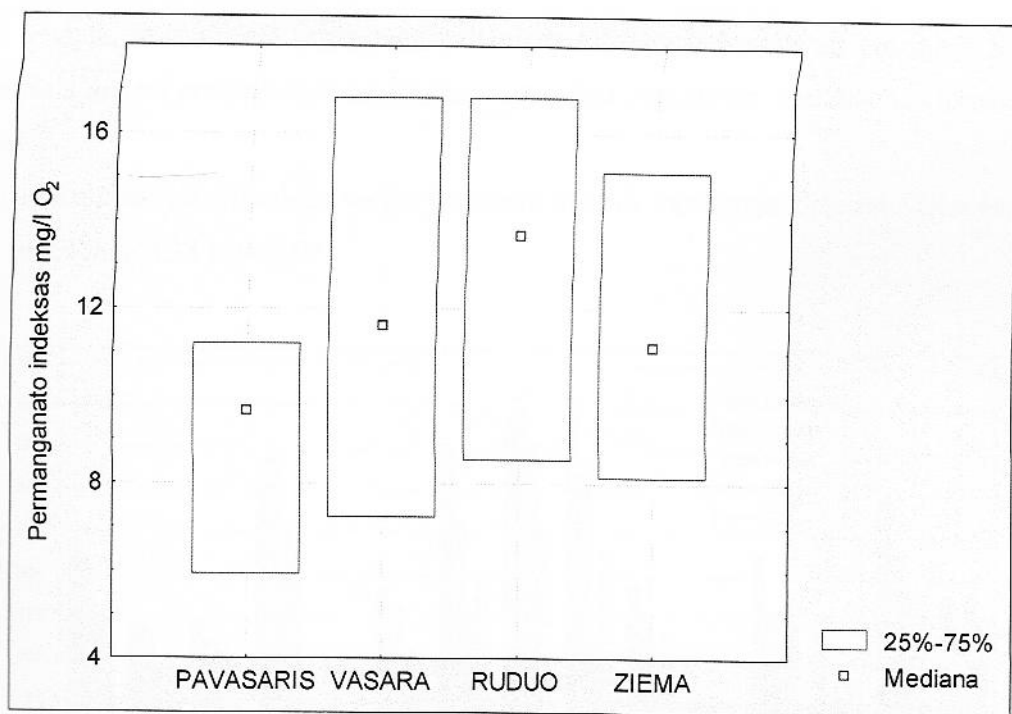 Permanganato indeksas mg/l O₂
16
12
8
4
PAVASARIS VASARA RUDUO ZIEMA
25%-75%
Mediana